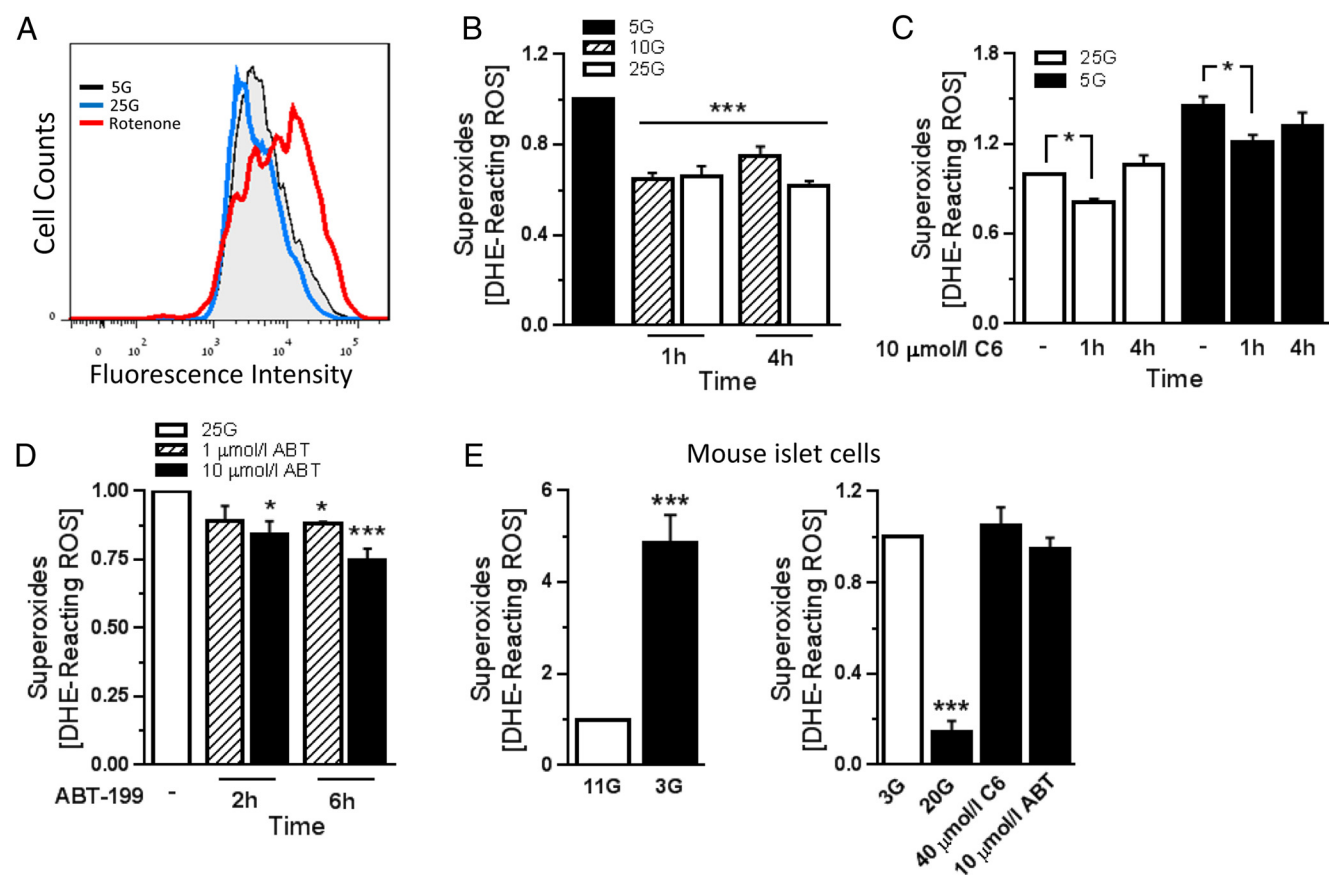 A
5G
25G
Rotenone
Cell Counts
0
0 10² 10³ 10⁴ 10⁵
Fluorescence Intensity
B
5G
10G
25G
Superoxides
[DHE-Reacting ROS]
1.2
0.8
0.4
0.0
***
1h 4h
Time
C
25G
5G
Superoxides
[DHE-Reacting ROS]
1.8
1.2
0.6
0.0
* *
10 μmol/l C6 - 1h 4h - 1h 4h
Time
D
25G
1 μmol/l ABT
10 μmol/l ABT
Superoxides
[DHE-Reacting ROS]
1.00
0.75
0.50
0.25
0.00
* * ***
ABT-199 - 2h 6h
Time
E
Mouse islet cells
Superoxides
[DHE-Reacting ROS]
6
4
2
0
***
11G 3G
Superoxides
[DHE-Reacting ROS]
1.2
0.8
0.4
0.0
***
3G
20G
40 μmol/l C6
10 μmol/l ABT